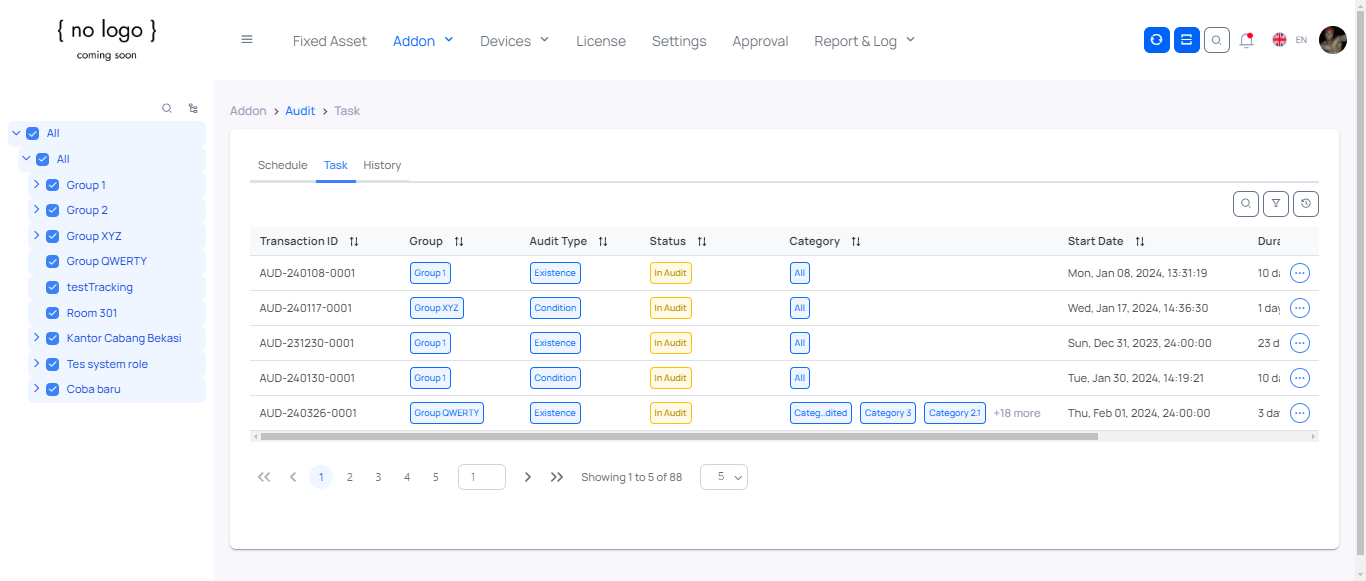 { no logo }
coming soon
Fixed Asset Addon Devices License Settings Approval Report & Log EN
Addon > Audit > Task
All
All
Group 1
Group 2
Group XYZ
Group QWERTY
testTracking
Room 301
Kantor Cabang Bekasi
Tes system role
Coba baru
Schedule Task History
Transaction ID Group Audit Type Status Category Start Date Dura
AUD-240108-0001 Group 1 Existence In Audit All Mon, Jan 08, 2024, 13:31:19 10 da
AUD-240117-0001 Group XYZ Condition In Audit All Wed, Jan 17, 2024, 14:36:30 1 day
AUD-231230-0001 Group 1 Existence In Audit All Sun, Dec 31, 2023, 24:00:00 23 d
AUD-240130-0001 Group 1 Condition In Audit All Tue, Jan 30, 2024, 14:19:21 10 da
AUD-240326-0001 Group QWERTY Existence In Audit Categ...dited Category 3 Category 2.1 +18 more Thu, Feb 01, 2024, 24:00:00 3 da
1 2 3 4 5 1 Showing 1 to 5 of 88 5